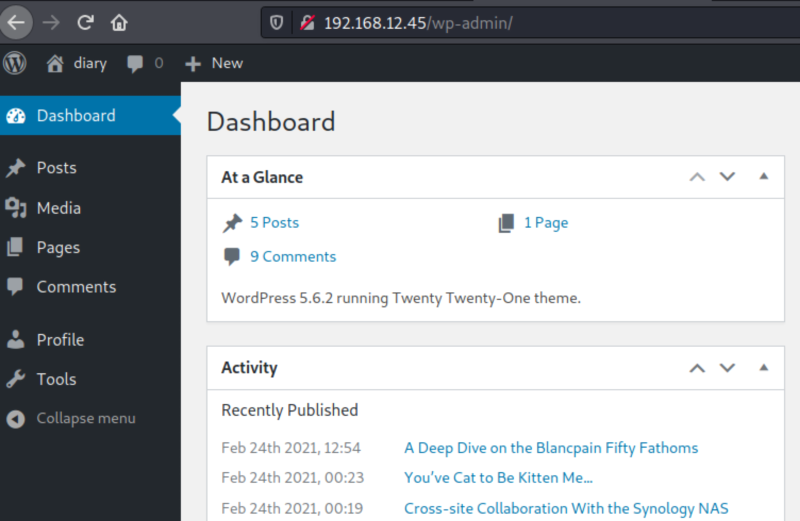 192.168.12.45/wp-admin/
diary 0 New
Dashboard
Posts
Media
Pages
Comments
Profile
Tools
Collapse menu
Dashboard
At a Glance
5 Posts 1 Page
9 Comments
WordPress 5.6.2 running Twenty Twenty-One theme.
Activity
Recently Published
Feb 24th 2021, 12:54 A Deep Dive on the Blancpain Fifty Fathoms
Feb 24th 2021, 00:23 You’ve Cat to Be Kitten Me…
Feb 24th 2021, 00:19 Cross-site Collaboration With the Synology NAS